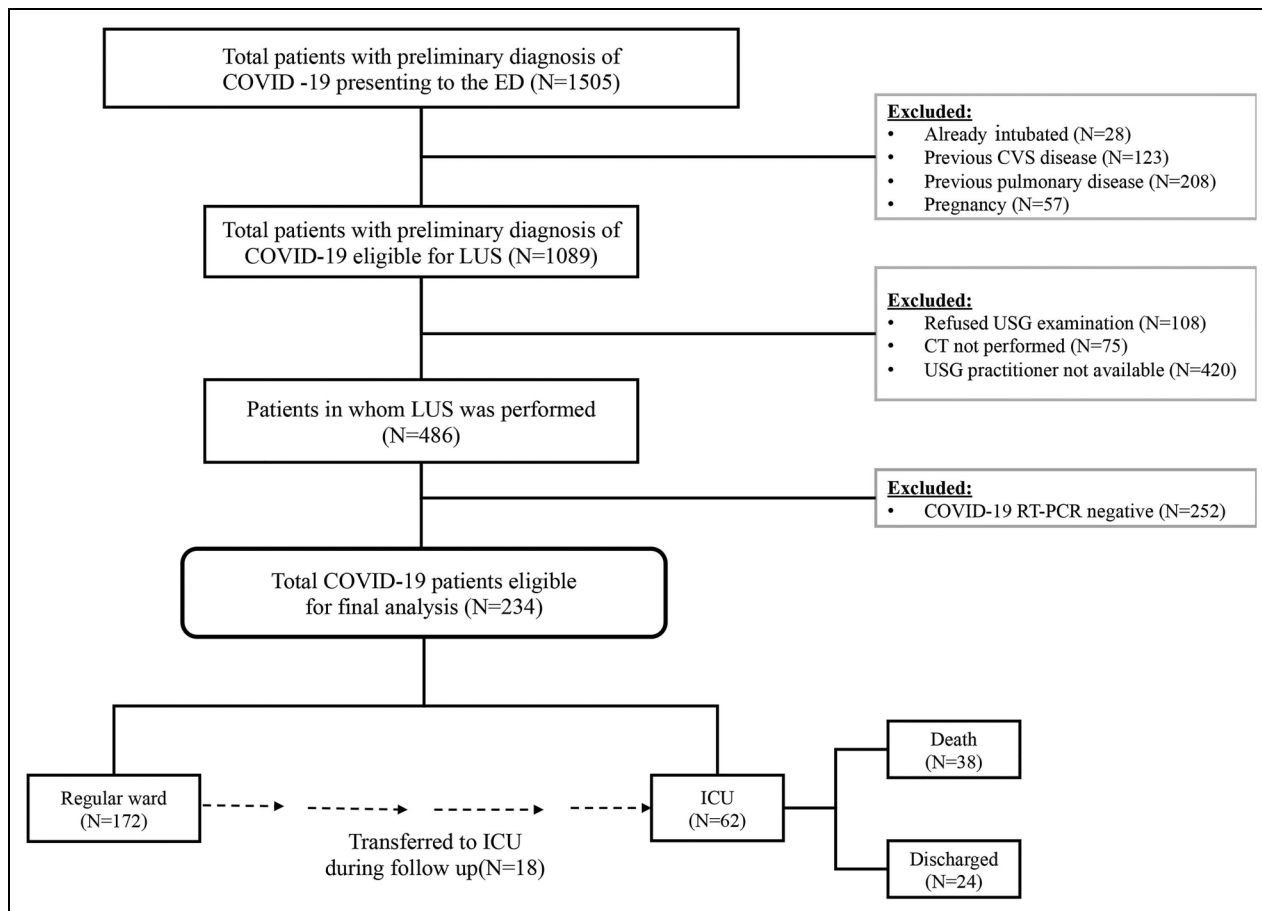 Total patients with preliminary diagnosis of
COVID -19 presenting to the ED (N=1505)
Excluded:
• Already intubated (N=28)
• Previous CVS disease (N=123)
• Previous pulmonary disease (N=208)
• Pregnancy (N=57)
Total patients with preliminary diagnosis of
COVID-19 eligible for LUS (N=1089)
Excluded:
• Refused USG examination (N=108)
• CT not performed (N=75)
• USG practitioner not available (N=420)
Patients in whom LUS was performed
(N=486)
Excluded:
• COVID-19 RT-PCR negative (N=252)
Total COVID-19 patients eligible
for final analysis (N=234)
Regular ward
(N=172)
Transferred to ICU
during follow up(N=18)
ICU
(N=62)
Death
(N=38)
Discharged
(N=24)